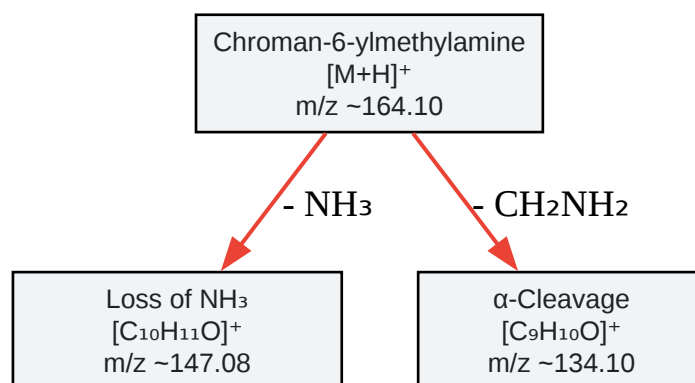 Chroman-6-ylmethylamine
[M+H]⁺
m/z ~164.10
- NH₃
- CH₂NH₂
Loss of NH₃
[C₁₀H₁₁O]⁺
m/z ~147.08
α-Cleavage
[C₉H₁₀O]⁺
m/z ~134.10